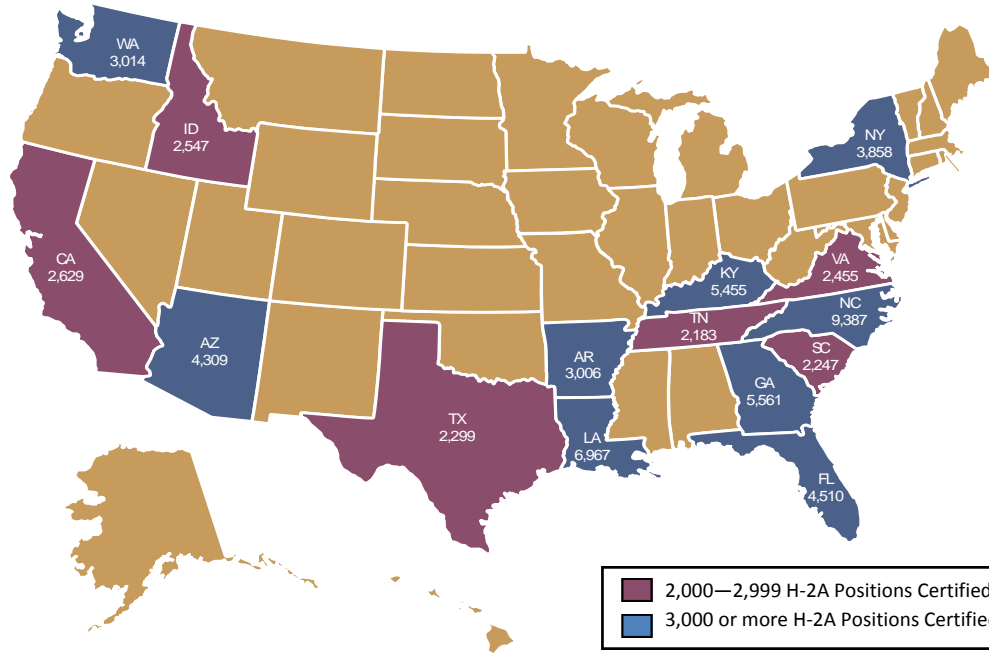 WA
3,014
ID
2,547
NY
3,858
CA
2,629
VA
2,455
KY
5,455
NC
9,387
TN
2,183
AZ
4,309
AR
3,006
SC
2,247
GA
5,561
TX
2,299
LA
6,967
FL
4,510
2,000—2,999 H-2A Positions Certified
3,000 or more H-2A Positions Certified